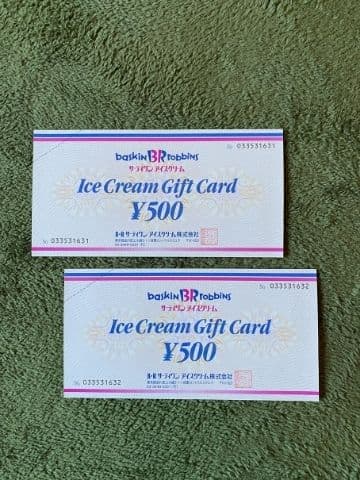 № 033531631
baskin BR robbins
サーティワン アイスクリーム
Ice Cream Gift Card
¥500
B-R サーティワン アイスクリーム株式会社
№ 033531631
№ 033531632
baskin BR robbins
サーティワン アイスクリーム
Ice Cream Gift Card
¥500
B-R サーティワン アイスクリーム株式会社
№ 033531632